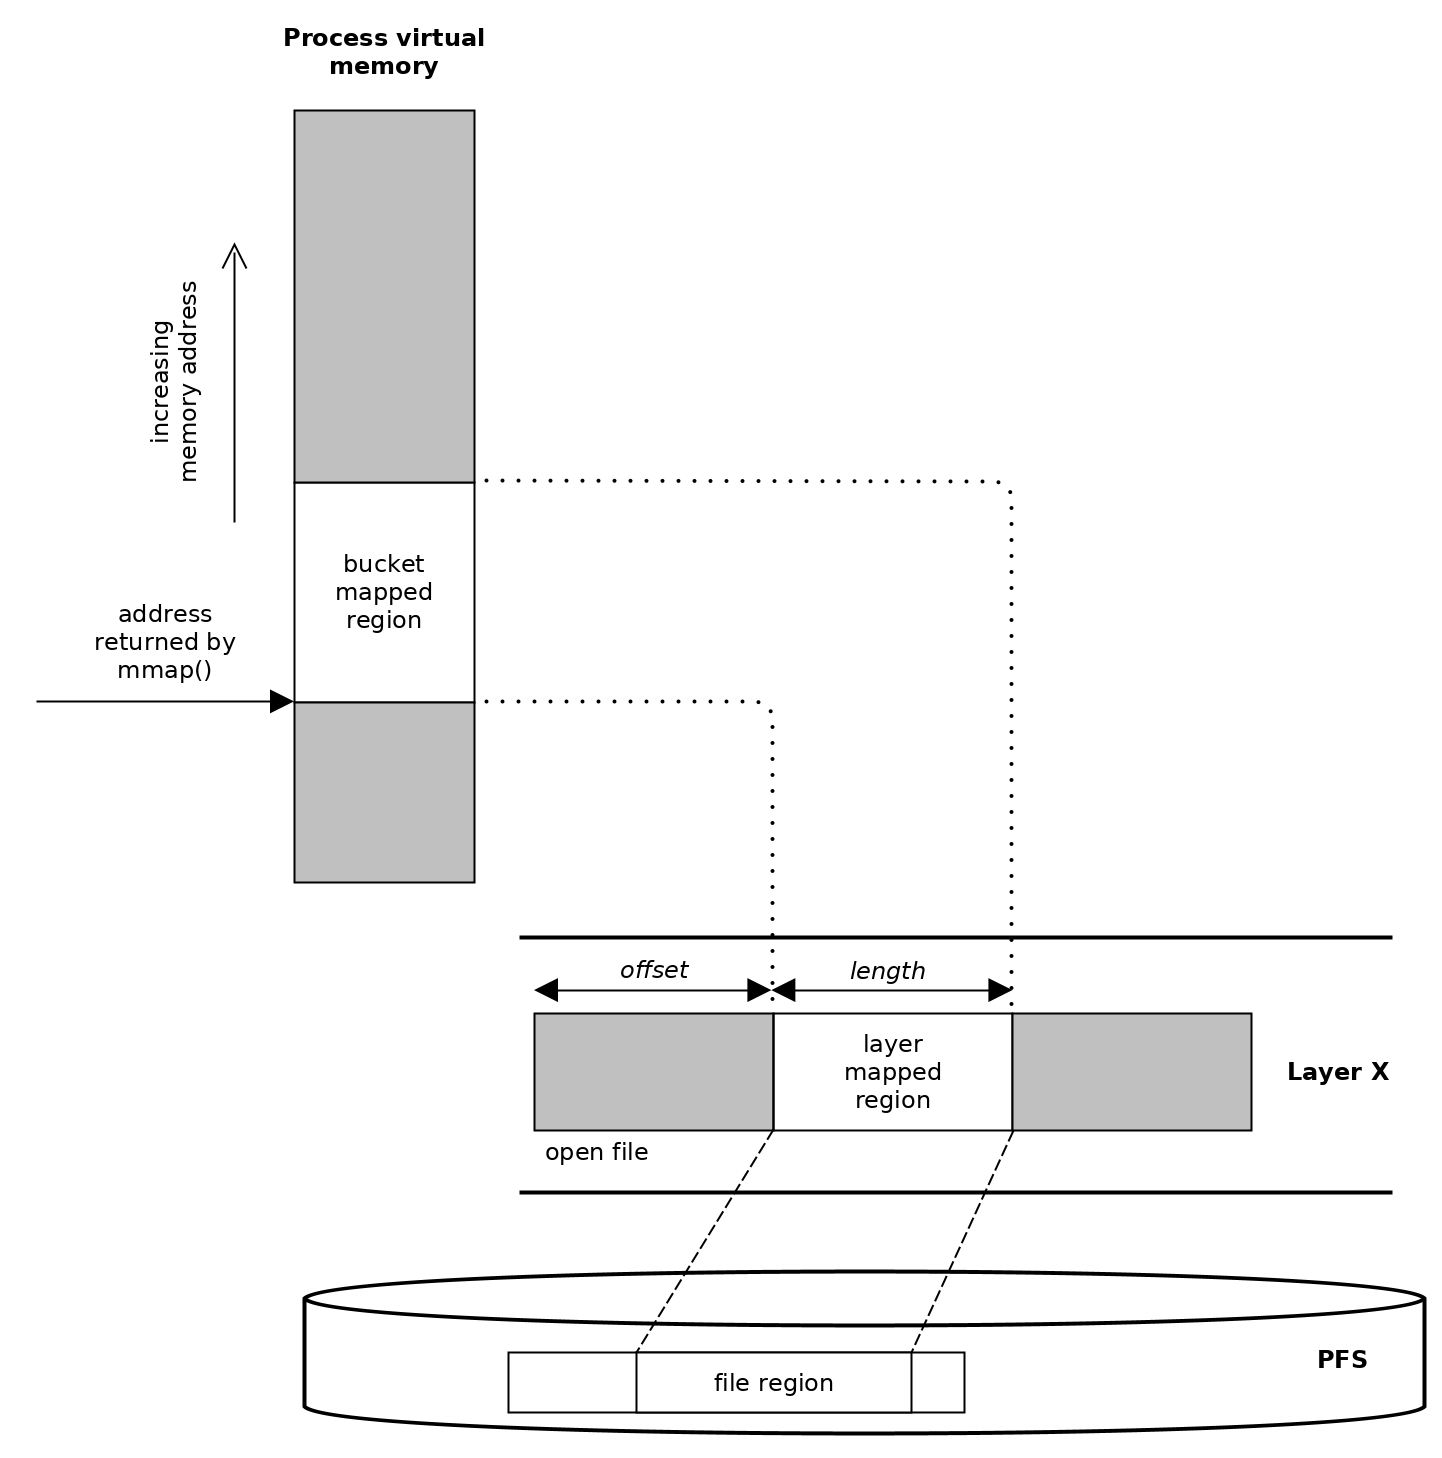 Process virtual
memory
increasing
memory address
bucket
mapped
region
address
returned by
mmap()
offset
length
layer
mapped
region
Layer X
open file
PFS
file region